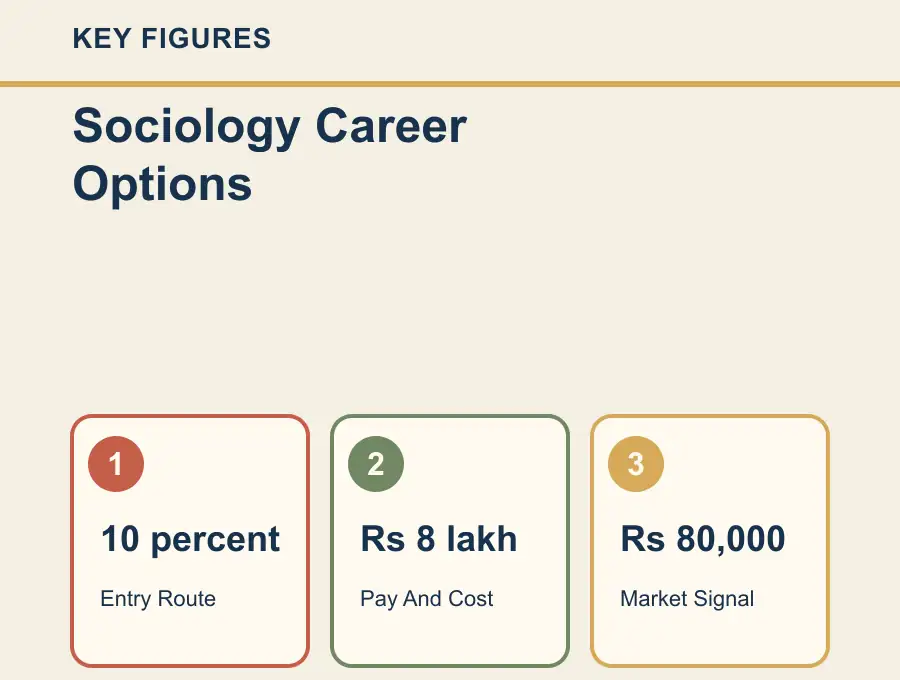 KEY FIGURES
Sociology Career
Options
1
10 percent
Entry Route
2
Rs 8 lakh
Pay And Cost
3
Rs 80,000
Market Signal